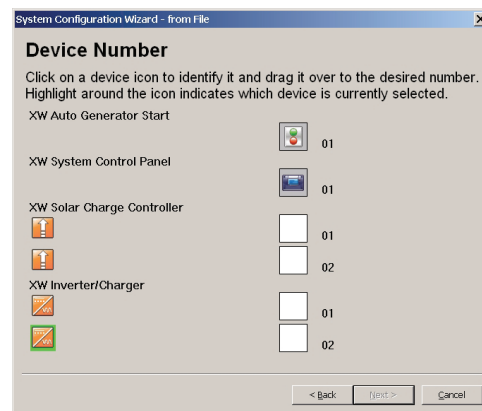 System Configuration Wizard - from File
Device Number
Click on a device icon to identify it and drag it over to the desired number.
Highlight around the icon indicates which device is currently selected.
XW Auto Generator Start
01
XW System Control Panel
01
XW Solar Charge Controller
01
02
XW Inverter/Charger
01
02
< Back
Next >
Cancel